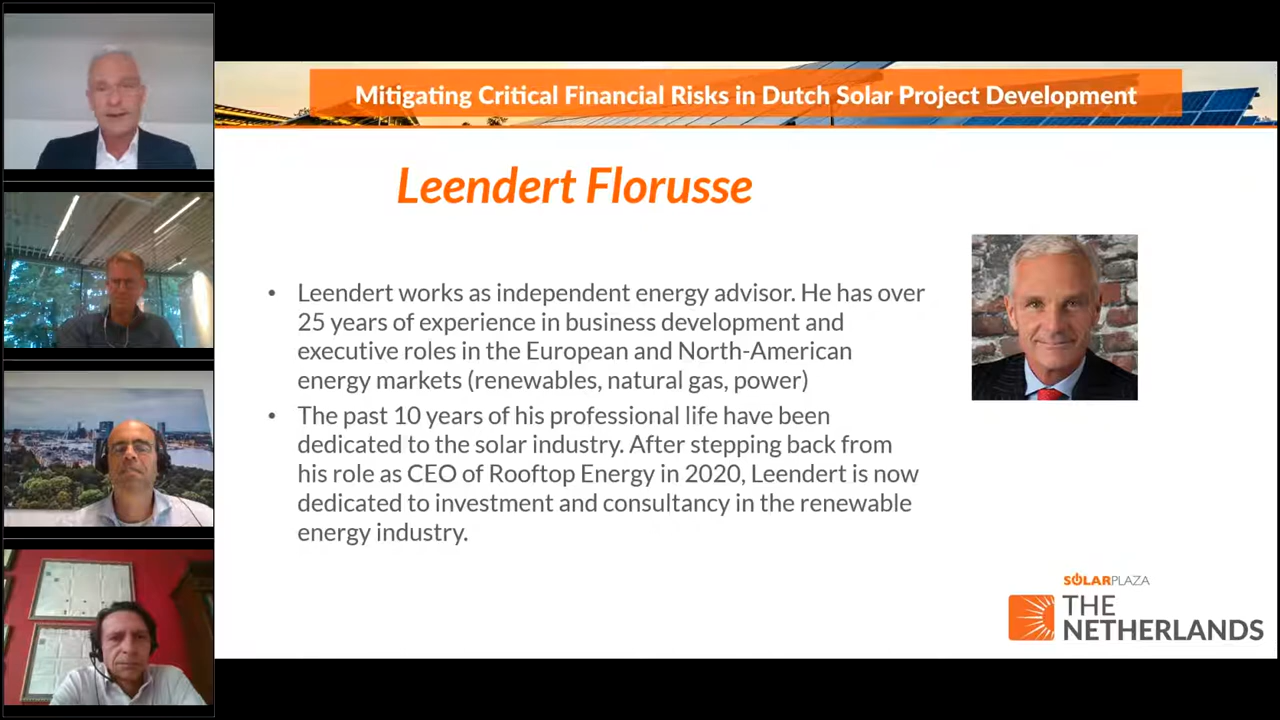 Mitigating Critical Financial Risks in Dutch Solar Project Development
Leendert Florusse
• Leendert works as independent energy advisor. He has over
25 years of experience in business development and
executive roles in the European and North-American
energy markets (renewables, natural gas, power)
• The past 10 years of his professional life have been
dedicated to the solar industry. After stepping back from
his role as CEO of Rooftop Energy in 2020, Leendert is now
dedicated to investment and consultancy in the renewable
energy industry.
SOLARPLAZA
THE
NETHERLANDS